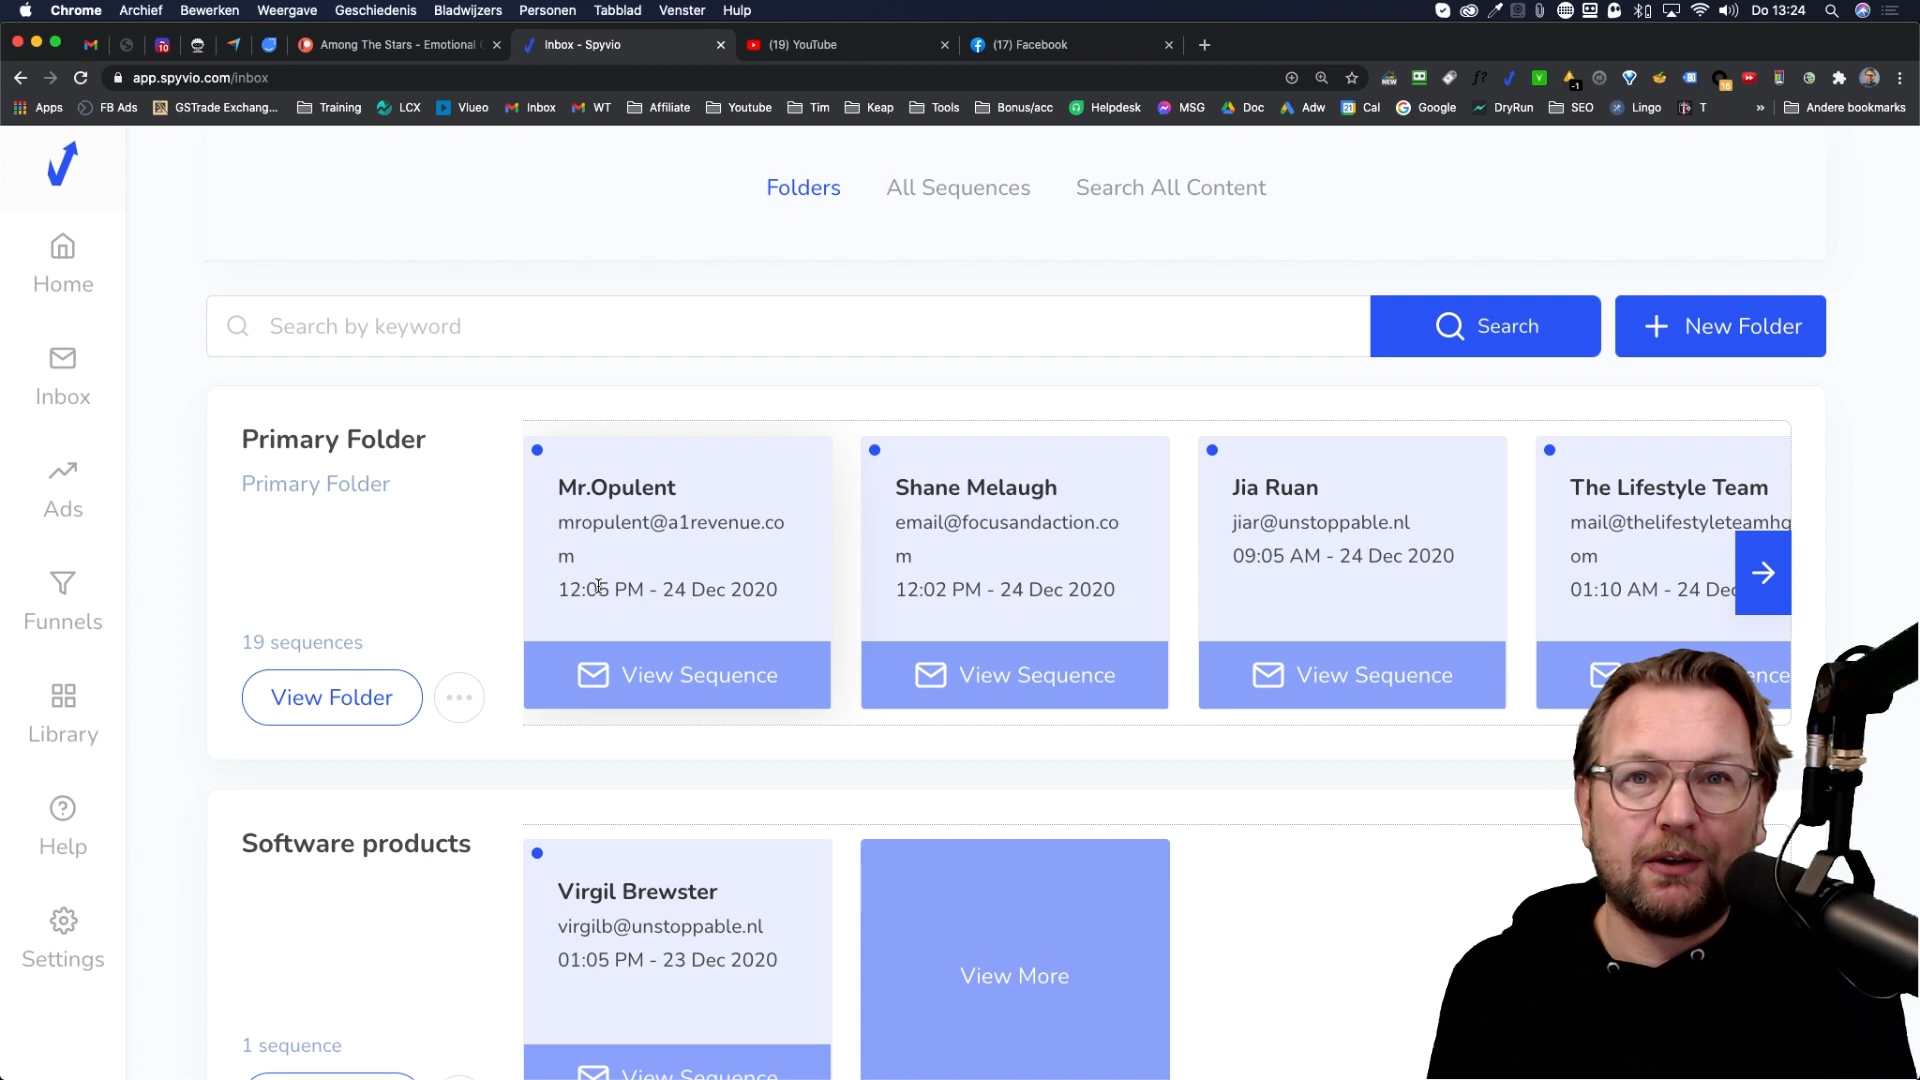 Chrome Archief Bewerken Weergave Geschiedenis Bladwijzers Personen Tabblad Venster Help Do 13:24
10 Among The Stars - Emotional Inbox - Spyvio (19) YouTube (17) Facebook
app.spyvio.com/inbox
Apps FB Ads GSTrade Exchang... Training LCX Vlueo Inbox WT Affiliate Youtube Tim Keap Tools Bonus/acc Helpdesk MSG Doc Adw Cal Google DryRun SEO Lingo T » Andere bookmarks
Folders All Sequences Search All Content
Home
Search by keyword Search New Folder
Inbox
Primary Folder
Primary Folder
Mr.Opulent
mropulent@a1revenue.co
m
12:05 PM - 24 Dec 2020
View Sequence
Shane Melaugh
email@focusandaction.co
m
12:02 PM - 24 Dec 2020
View Sequence
Jia Ruan
jiar@unstoppable.nl
09:05 AM - 24 Dec 2020
View Sequence
The Lifestyle Team
mail@thelifestyleteamhq
om
01:10 AM - 24 Dec
ence
19 sequences
View Folder
Ads
Funnels
Library
Help
Settings
Software products
Virgil Brewster
virgilb@unstoppable.nl
01:05 PM - 23 Dec 2020
View Sequence
View More
1 sequence